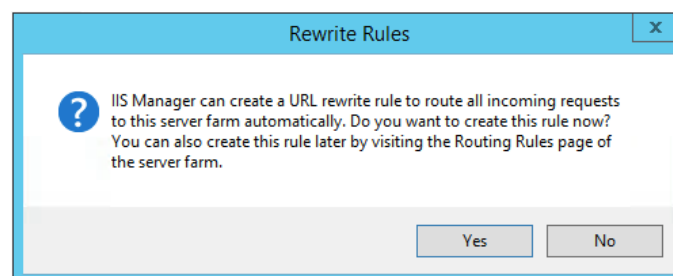 Rewrite Rules
x
?
IIS Manager can create a URL rewrite rule to route all incoming requests
to this server farm automatically. Do you want to create this rule now?
You can also create this rule later by visiting the Routing Rules page of
the server farm.
Yes No